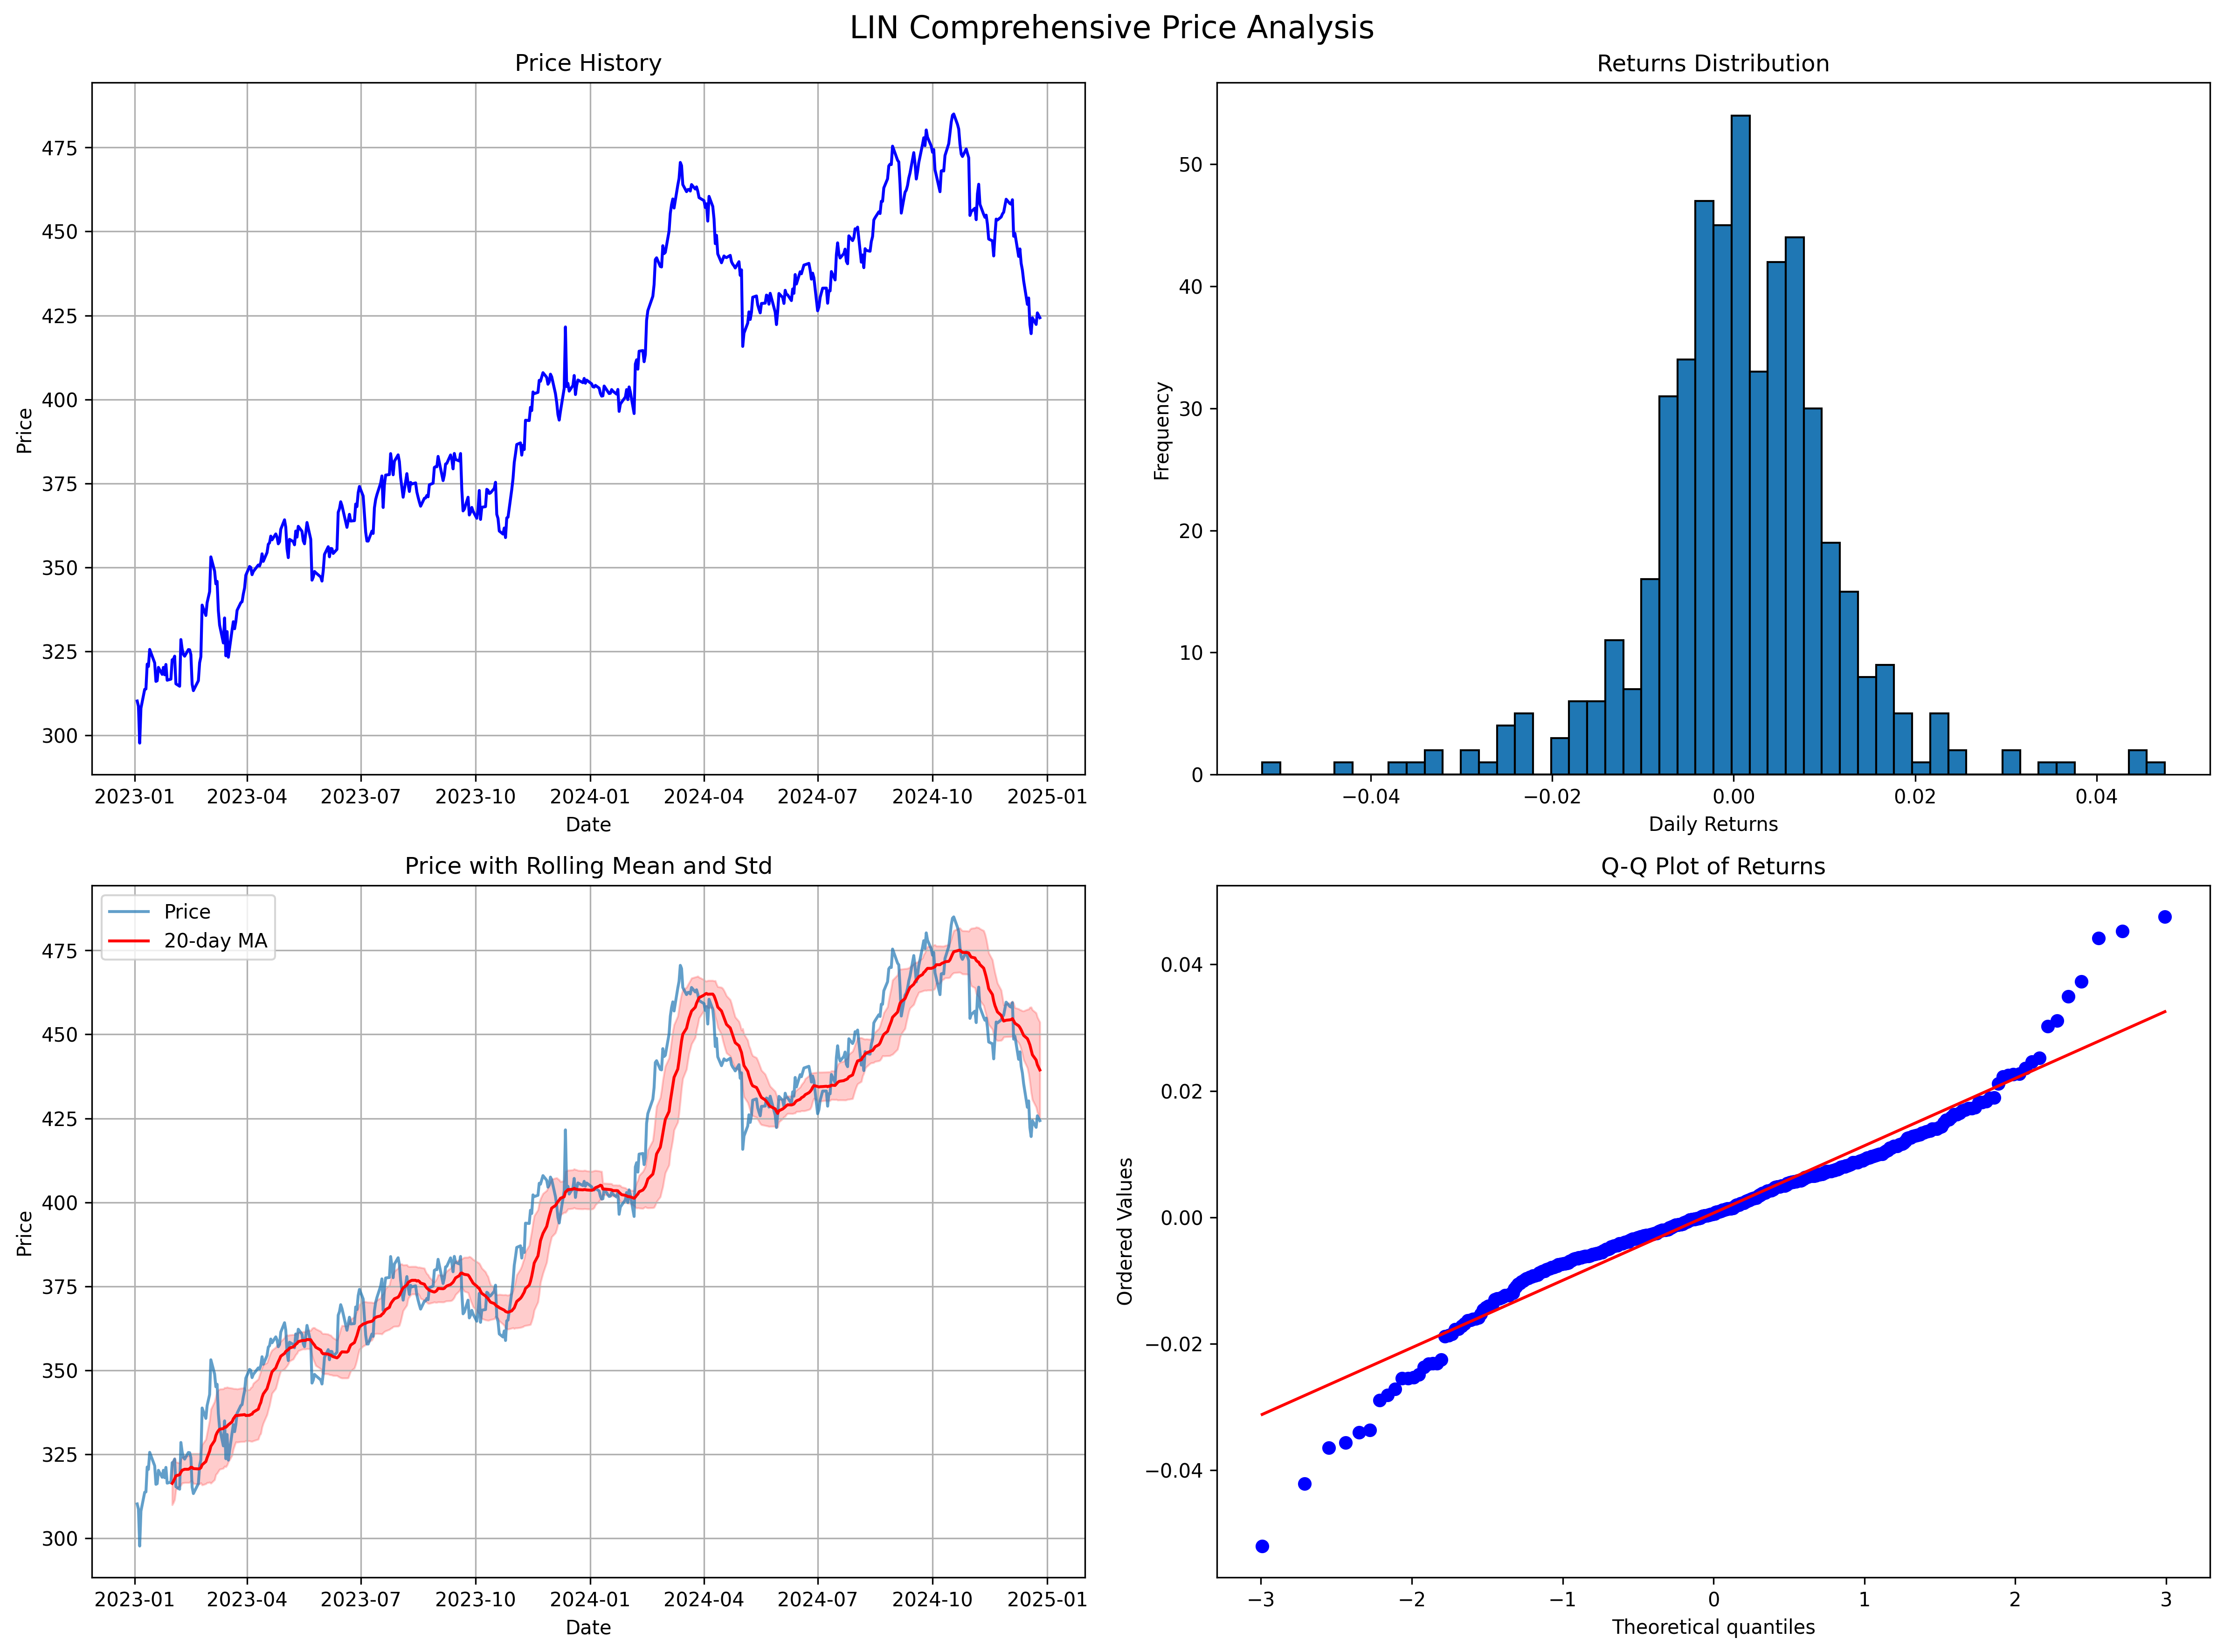 LIN Comprehensive Price Analysis
Price History
475
450
425
400
375
350
325
300
Price
2023-01 2023-04 2023-07 2023-10 2024-01 2024-04 2024-07 2024-10 2025-01
Date
Returns Distribution
50
40
30
20
10
0
Frequency
−0.04 −0.02 0.00 0.02 0.04
Daily Returns
Price with Rolling Mean and Std
Price
20-day MA
475
450
425
400
375
350
325
300
Price
2023-01 2023-04 2023-07 2023-10 2024-01 2024-04 2024-07 2024-10 2025-01
Date
Q-Q Plot of Returns
0.04
0.02
0.00
−0.02
−0.04
Ordered Values
−3 −2 −1 0 1 2 3
Theoretical quantiles